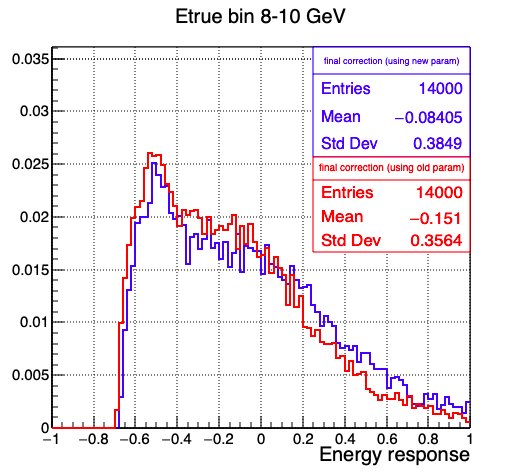 Etrue bin 8-10 GeV
final correction (using new param)
Entries 14000
Mean −0.08405
Std Dev 0.3849
final correction (using old param)
Entries 14000
Mean −0.151
Std Dev 0.3564
0.035
0.03
0.025
0.02
0.015
0.01
0.005
0
−1 −0.8 −0.6 −0.4 −0.2 0 0.2 0.4 0.6 0.8 1
Energy response